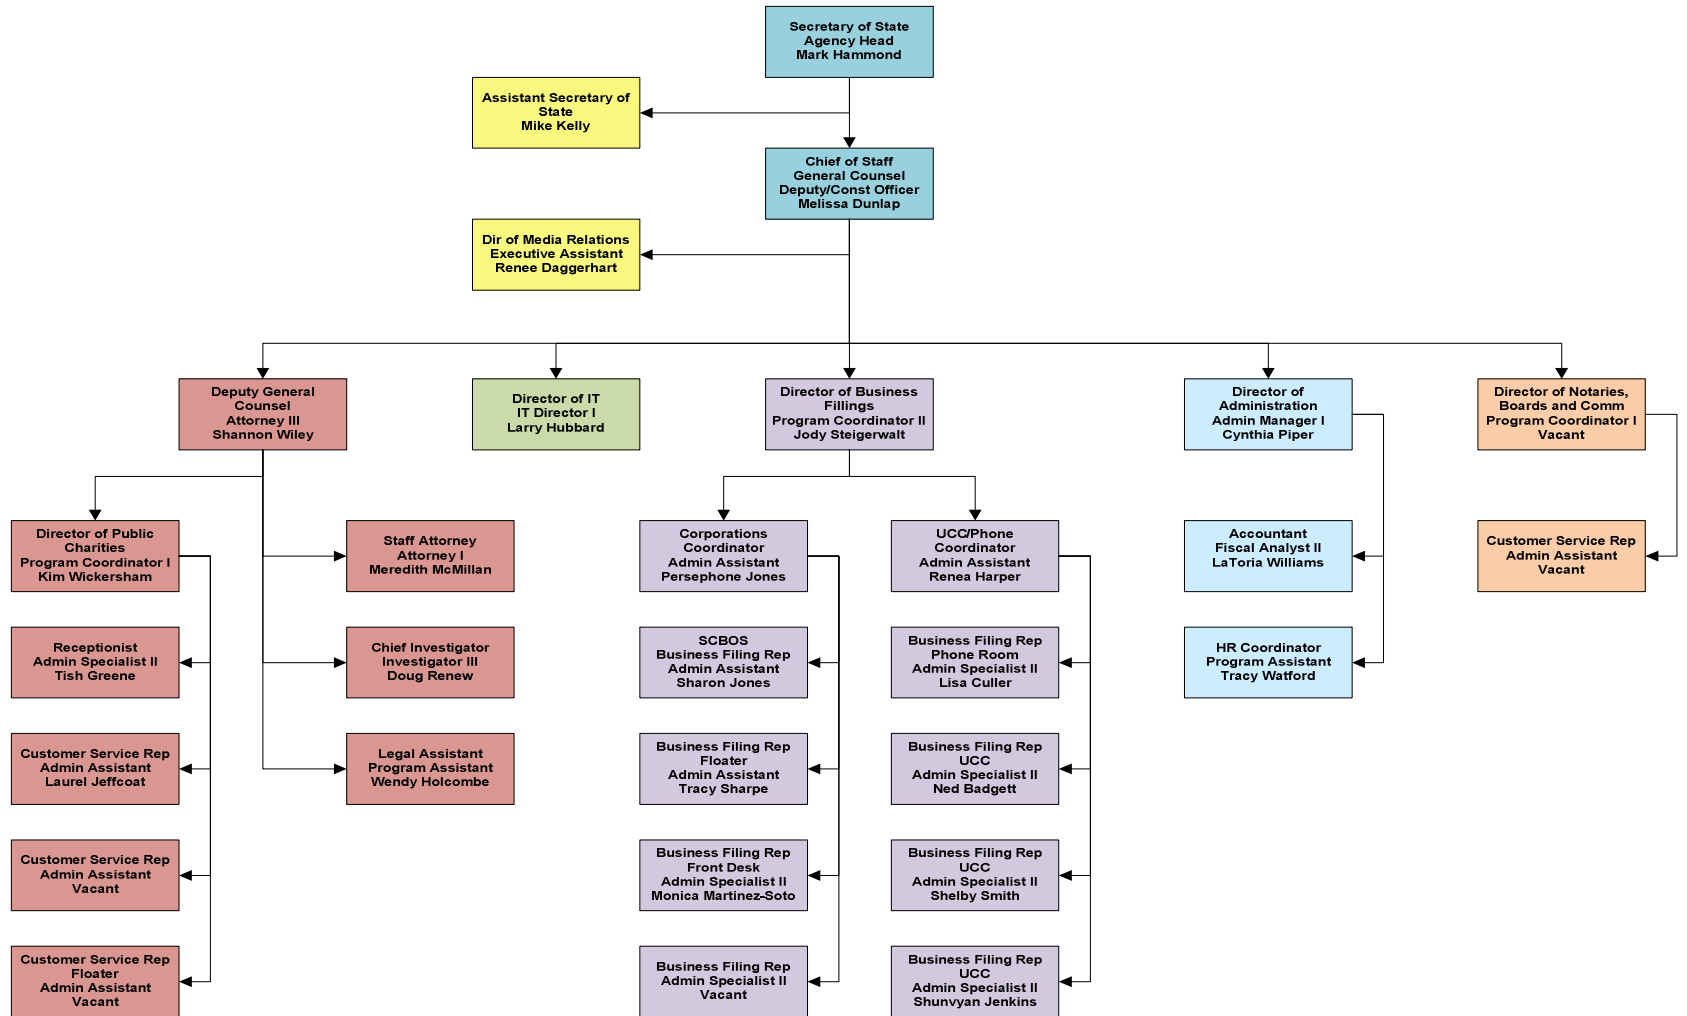 Secretary of State
Agency Head
Mark Hammond
Assistant Secretary of
State
Mike Kelly
Chief of Staff
General Counsel
Deputy/Const Officer
Melissa Dunlap
Dir of Media Relations
Executive Assistant
Renee Daggerhart
Deputy General
Counsel
Attorney III
Shannon Wiley
Director of IT
IT Director I
Larry Hubbard
Director of Business
Fillings
Program Coordinator II
Jody Steigerwalt
Director of
Administration
Admin Manager I
Cynthia Piper
Director of Notaries,
Boards and Comm
Program Coordinator I
Vacant
Director of Public
Charities
Program Coordinator I
Kim Wickersham
Staff Attorney
Attorney I
Meredith McMillan
Corporations
Coordinator
Admin Assistant
Persephone Jones
UCC/Phone
Coordinator
Admin Assistant
Renea Harper
Accountant
Fiscal Analyst II
LaToria Williams
Customer Service Rep
Admin Assistant
Vacant
Receptionist
Admin Specialist II
Tish Greene
Chief Investigator
Investigator III
Doug Renew
SCBOS
Business Filing Rep
Admin Assistant
Sharon Jones
Business Filing Rep
Phone Room
Admin Specialist II
Lisa Culler
HR Coordinator
Program Assistant
Tracy Watford
Customer Service Rep
Admin Assistant
Laurel Jeffcoat
Legal Assistant
Program Assistant
Wendy Holcombe
Business Filing Rep
Floater
Admin Assistant
Tracy Sharpe
Business Filing Rep
UCC
Admin Specialist II
Ned Badgett
Customer Service Rep
Admin Assistant
Vacant
Business Filing Rep
Front Desk
Admin Specialist II
Monica Martinez-Soto
Business Filing Rep
UCC
Admin Specialist II
Shelby Smith
Customer Service Rep
Floater
Admin Assistant
Vacant
Business Filing Rep
Admin Specialist II
Vacant
Business Filing Rep
UCC
Admin Specialist II
Shunvyan Jenkins